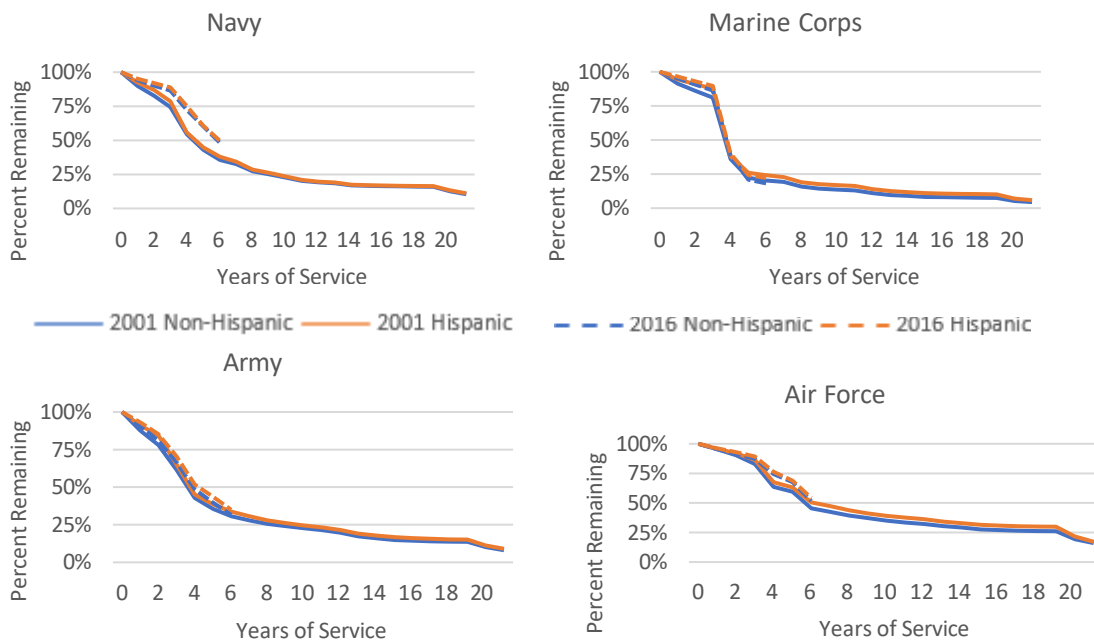 Navy
Percent Remaining
100%
75%
50%
25%
0%
0 2 4 6 8 10 12 14 16 18 20
Years of Service
Marine Corps
Percent Remaining
100%
75%
50%
25%
0%
0 2 4 6 8 10 12 14 16 18 20
Years of Service
2001 Non-Hispanic 2001 Hispanic 2016 Non-Hispanic 2016 Hispanic
Army
Percent Remaining
100%
75%
50%
25%
0%
0 2 4 6 8 10 12 14 16 18 20
Years of Service
Air Force
Percent Remaining
100%
75%
50%
25%
0%
0 2 4 6 8 10 12 14 16 18 20
Years of Service